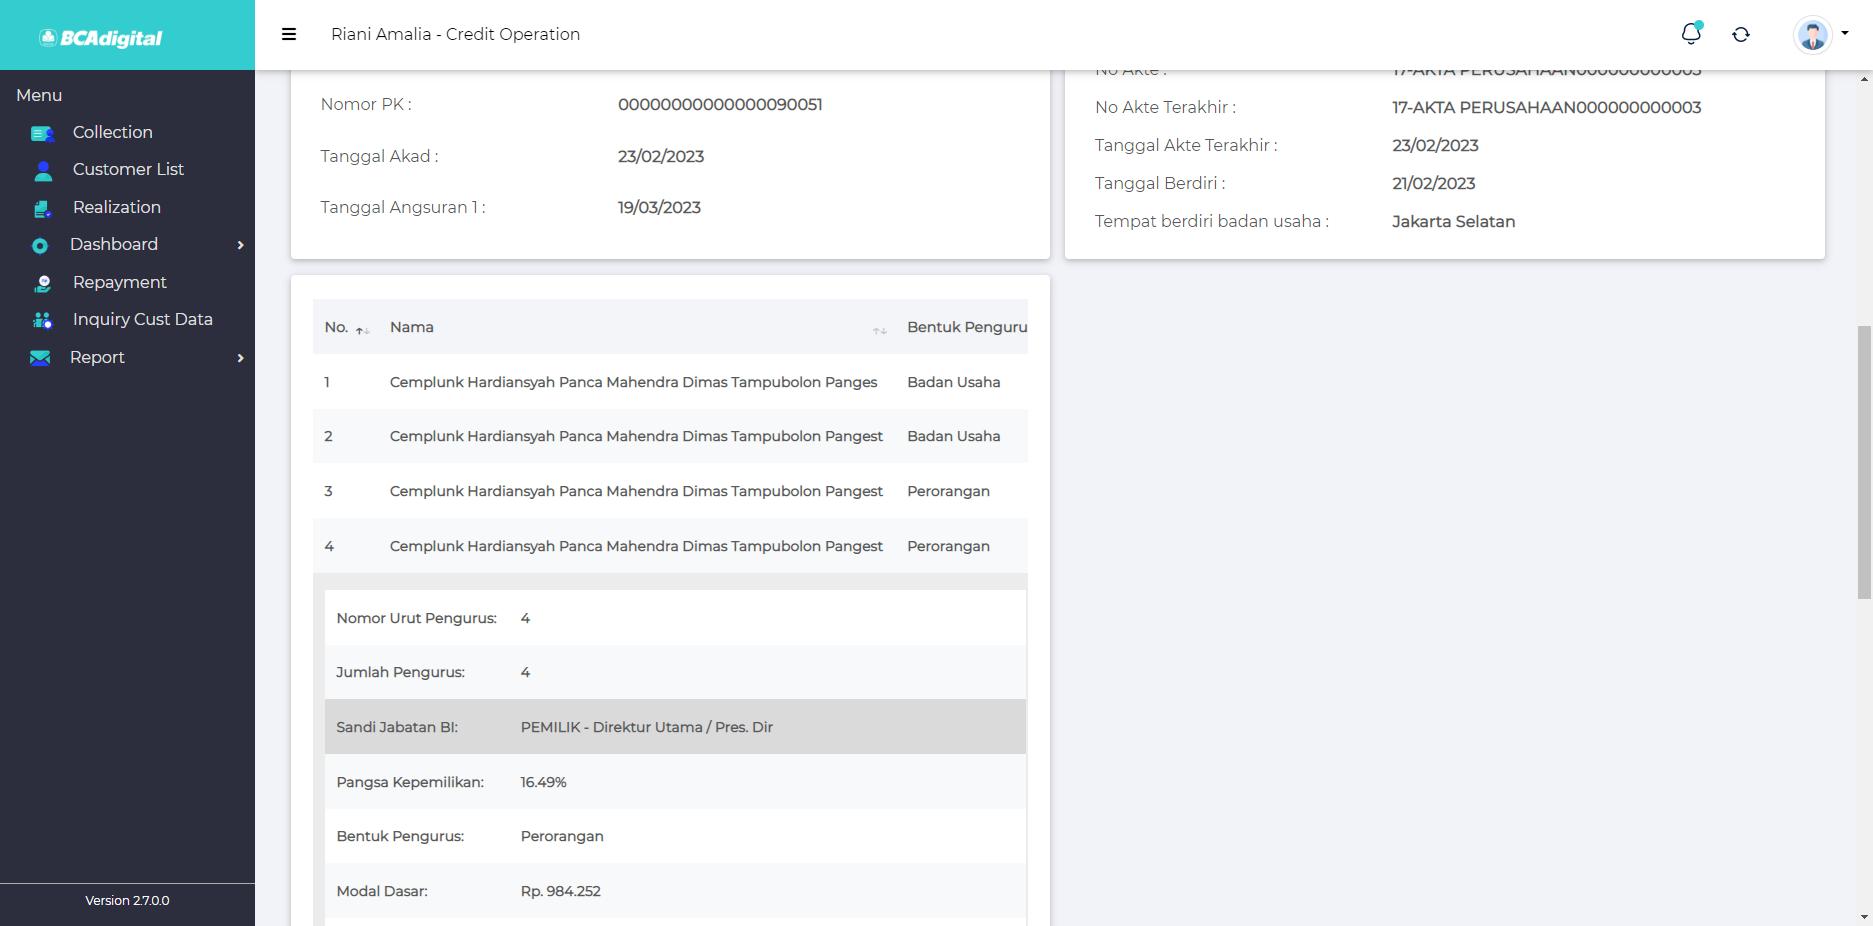 BCAdigital
Riani Amalia - Credit Operation
Menu
Collection
Customer List
Realization
Dashboard
Repayment
Inquiry Cust Data
Report
Version 2.7.0.0
Nomor PK : 00000000000000090051
Tanggal Akad : 23/02/2023
Tanggal Angsuran 1 : 19/03/2023
No Akte : 17-AKTA PERUSAHAAN000000000003
No Akte Terakhir : 17-AKTA PERUSAHAAN000000000003
Tanggal Akte Terakhir : 23/02/2023
Tanggal Berdiri : 21/02/2023
Tempat berdiri badan usaha : Jakarta Selatan
No. Nama Bentuk Penguru
1 Cemplunk Hardiansyah Panca Mahendra Dimas Tampubolon Panges Badan Usaha
2 Cemplunk Hardiansyah Panca Mahendra Dimas Tampubolon Pangest Badan Usaha
3 Cemplunk Hardiansyah Panca Mahendra Dimas Tampubolon Pangest Perorangan
4 Cemplunk Hardiansyah Panca Mahendra Dimas Tampubolon Pangest Perorangan
Nomor Urut Pengurus: 4
Jumlah Pengurus: 4
Sandi Jabatan BI: PEMILIK - Direktur Utama / Pres. Dir
Pangsa Kepemilikan: 16.49%
Bentuk Pengurus: Perorangan
Modal Dasar: Rp. 984.252